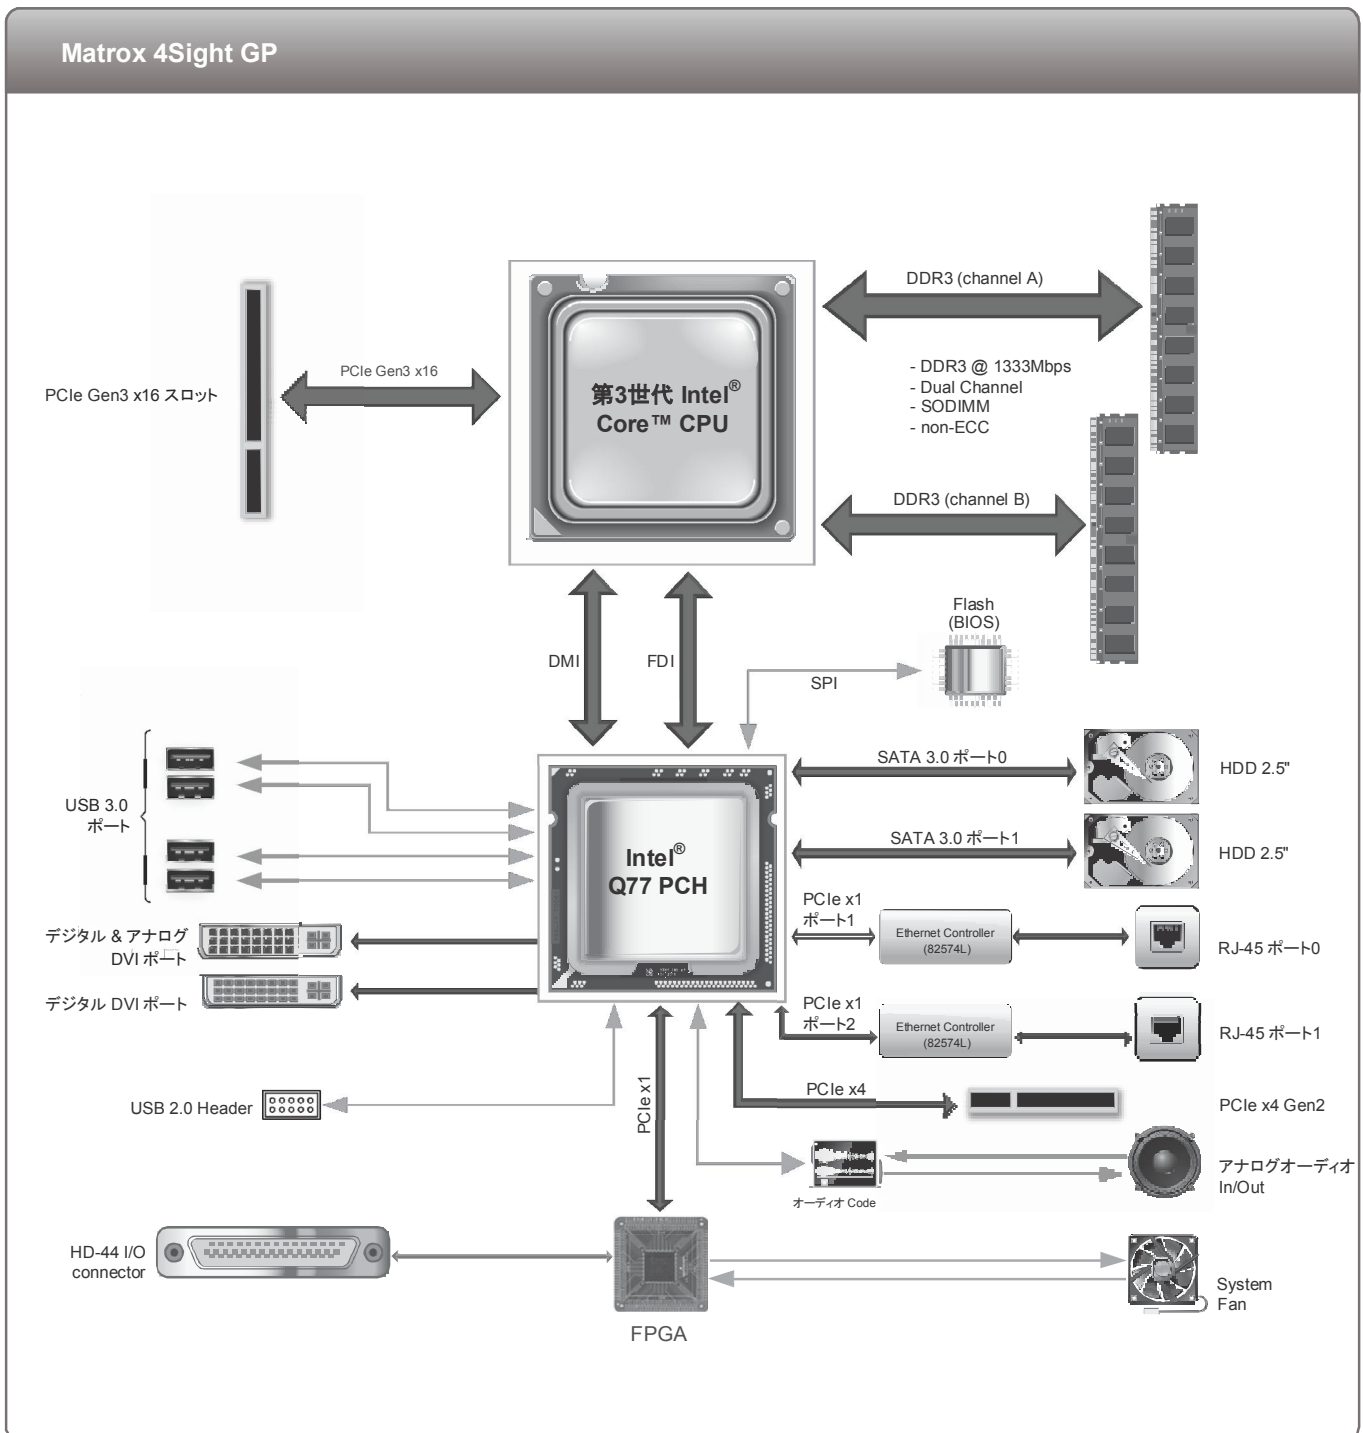 Matrox 4Sight GP
DDR3 (channel A)
PCIe Gen3 x16 スロット
PCIe Gen3 x16
第3世代 Intel®
Core™ CPU
- DDR3 @ 1333Mbps
- Dual Channel
- SODIMM
- non-ECC
DDR3 (channel B)
Flash
(BIOS)
DMI
FDI
SPI
USB 3.0
ポート
SATA 3.0 ポート0
HDD 2.5"
SATA 3.0 ポート1
HDD 2.5"
Intel®
Q77 PCH
デジタル & アナログ
DVI ポート
デジタル DVI ポート
PCIe x1
ポート1
Ethernet Controller
(82574L)
RJ-45 ポート0
PCIe x1
ポート2
Ethernet Controller
(82574L)
RJ-45 ポート1
USB 2.0 Header
PCIe x1
PCIe x4
PCIe x4 Gen2
オーディオ Code
アナログオーディオ
In/Out
HD-44 I/O
connector
FPGA
System
Fan